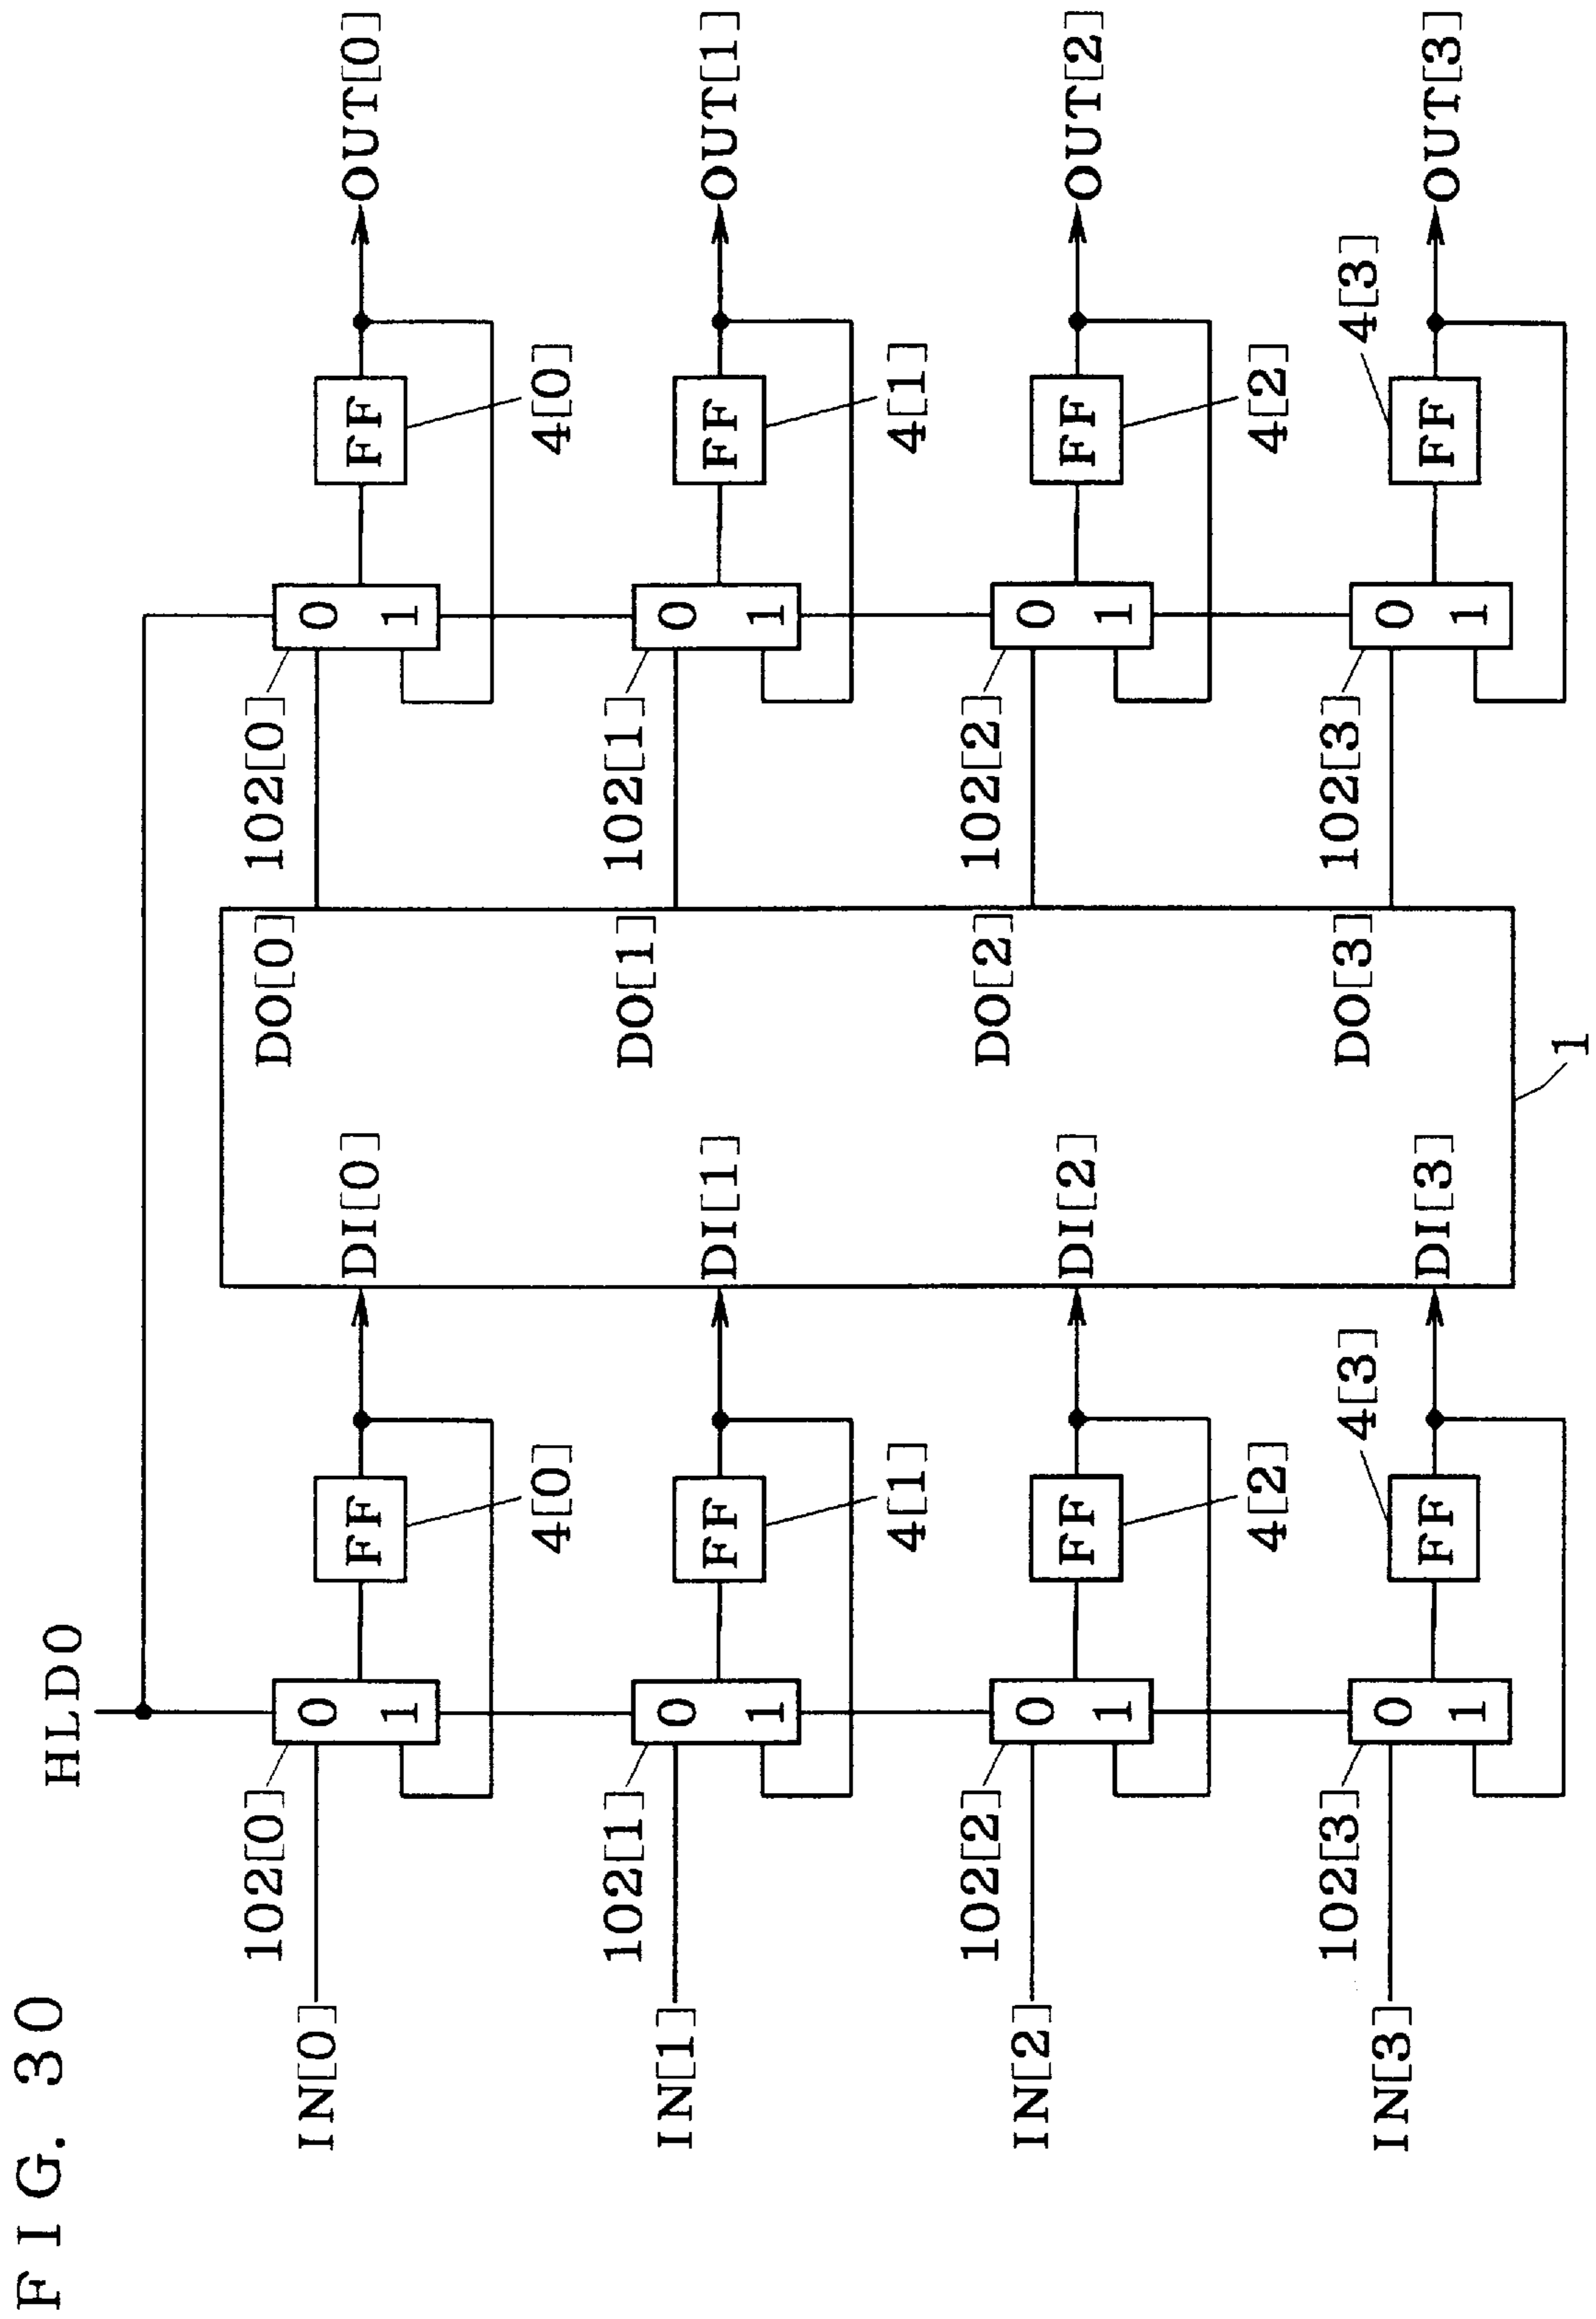 FIG. 30
HLD0
IN[0]
102[0]
0
1
FF
4[0]
DI[0]
DO[0]
102[0]
0
1
FF
4[0]
OUT[0]
IN[1]
102[1]
0
1
FF
4[1]
DI[1]
DO[1]
102[1]
0
1
FF
4[1]
OUT[1]
IN[2]
102[2]
0
1
FF
4[2]
DI[2]
DO[2]
102[2]
0
1
FF
4[2]
OUT[2]
IN[3]
102[3]
0
1
FF
4[3]
DI[3]
DO[3]
102[3]
0
1
FF
4[3]
OUT[3]
1